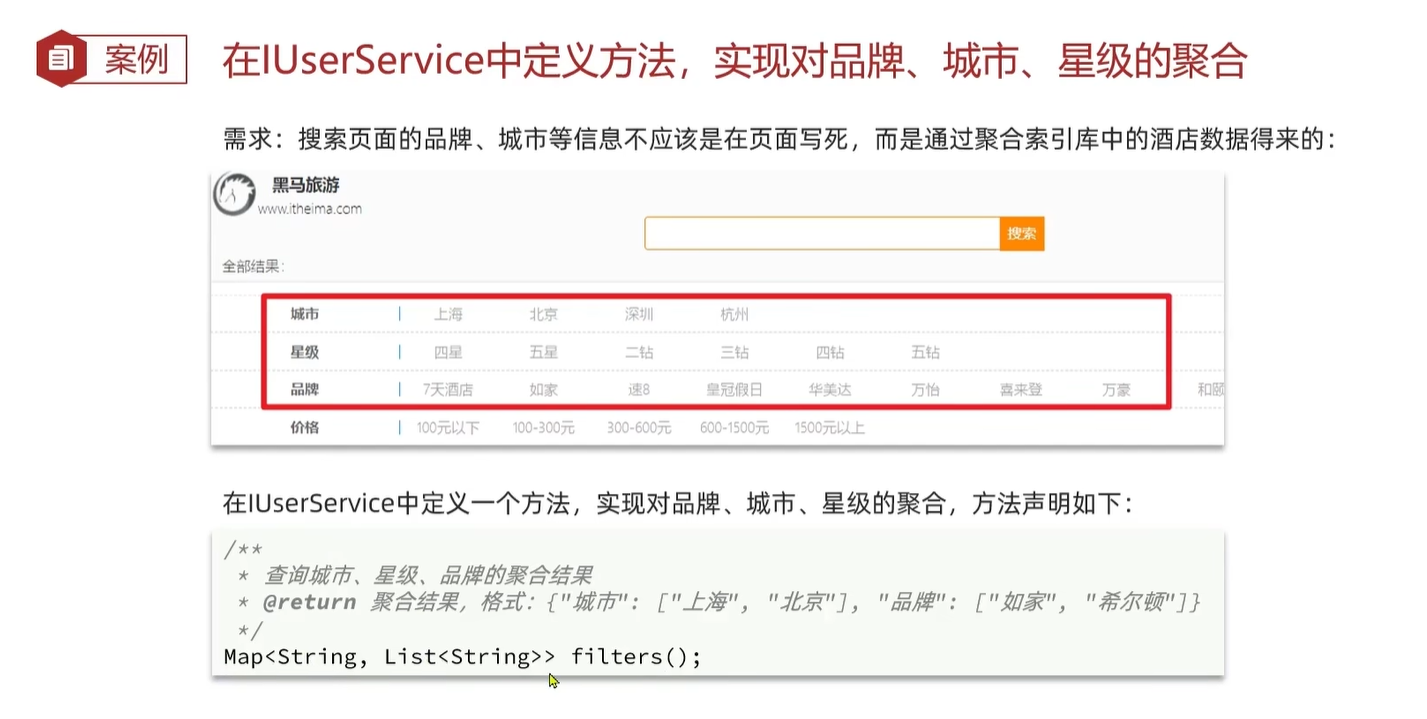 案例
在IUserService中定义方法，实现对品牌、城市、星级的聚合
需求：搜索页面的品牌、城市等信息不应该是在页面写死，而是通过聚合索引库中的酒店数据得来的：
黑马旅游
www.itheima.com
搜索
全部结果：
城市 | 上海 北京 深圳 杭州
星级 | 四星 五星 二钻 三钻 四钻 五钻
品牌 | 7天酒店 如家 速8 皇冠假日 华美达 万怡 喜来登 万豪 和颐
价格 | 100元以下 100-300元 300-600元 600-1500元 1500元以上
在IUserService中定义一个方法，实现对品牌、城市、星级的聚合，方法声明如下：
/**
* 查询城市、星级、品牌的聚合结果
* @return 聚合结果，格式：{"城市": ["上海", "北京"], "品牌": ["如家", "希尔顿"]}
*/
Map<String, List<String>> filters();